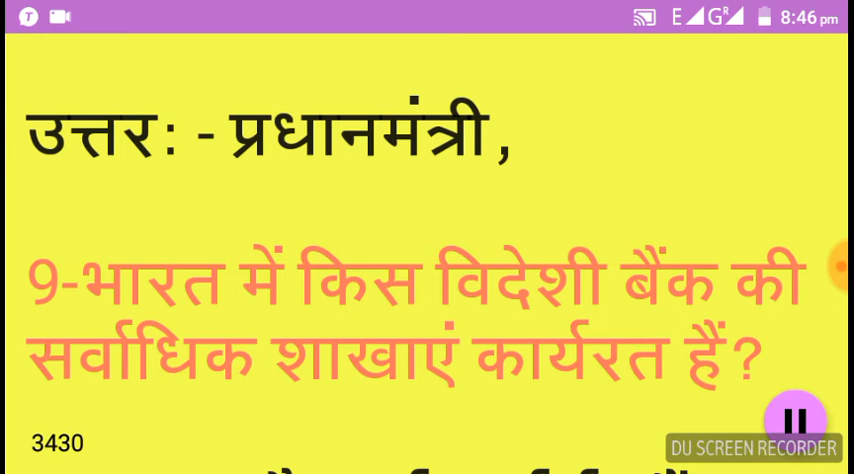 E G R 8:46 pm
उत्तरः - प्रधानमंत्री,
9-भारत में किस विदेशी बैंक की
सर्वाधिक शाखाएं कार्यरत हैं?
3430
DU SCREEN RECORDER